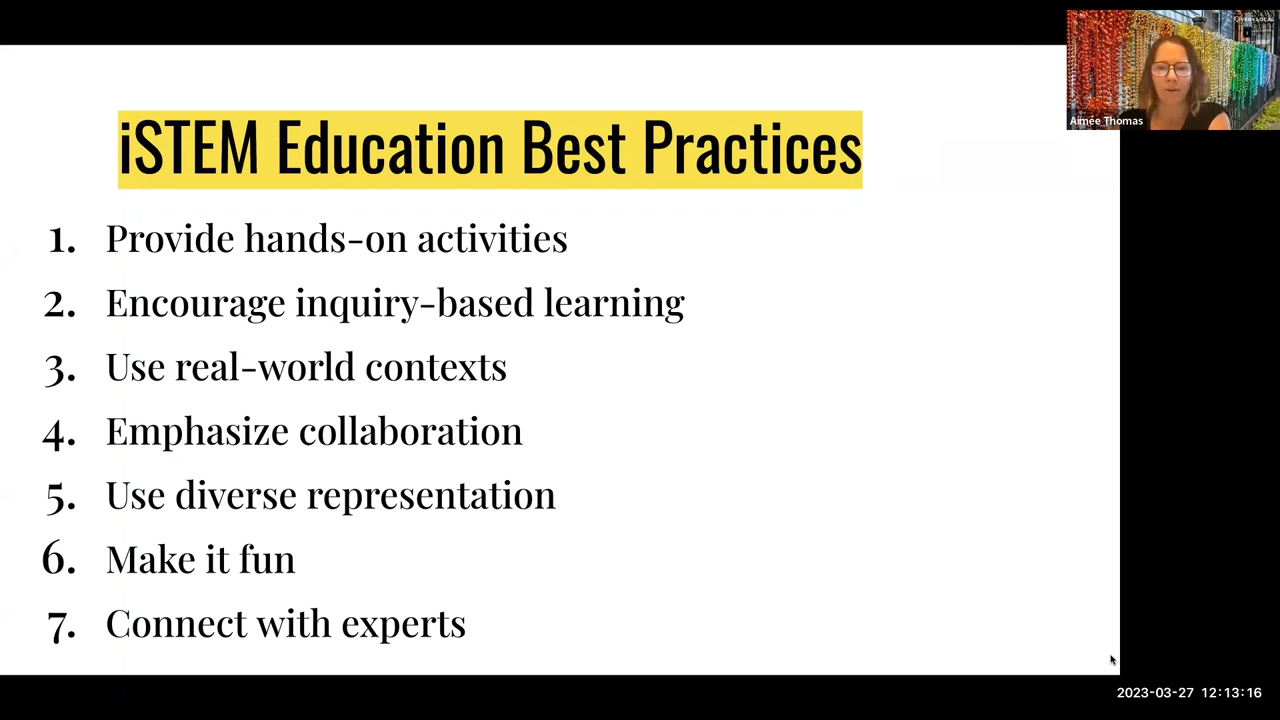 iSTEM Education Best Practices
1. Provide hands-on activities
2. Encourage inquiry-based learning
3. Use real-world contexts
4. Emphasize collaboration
5. Use diverse representation
6. Make it fun
7. Connect with experts
Aimée Thomas
2023-03-27 12:13:16